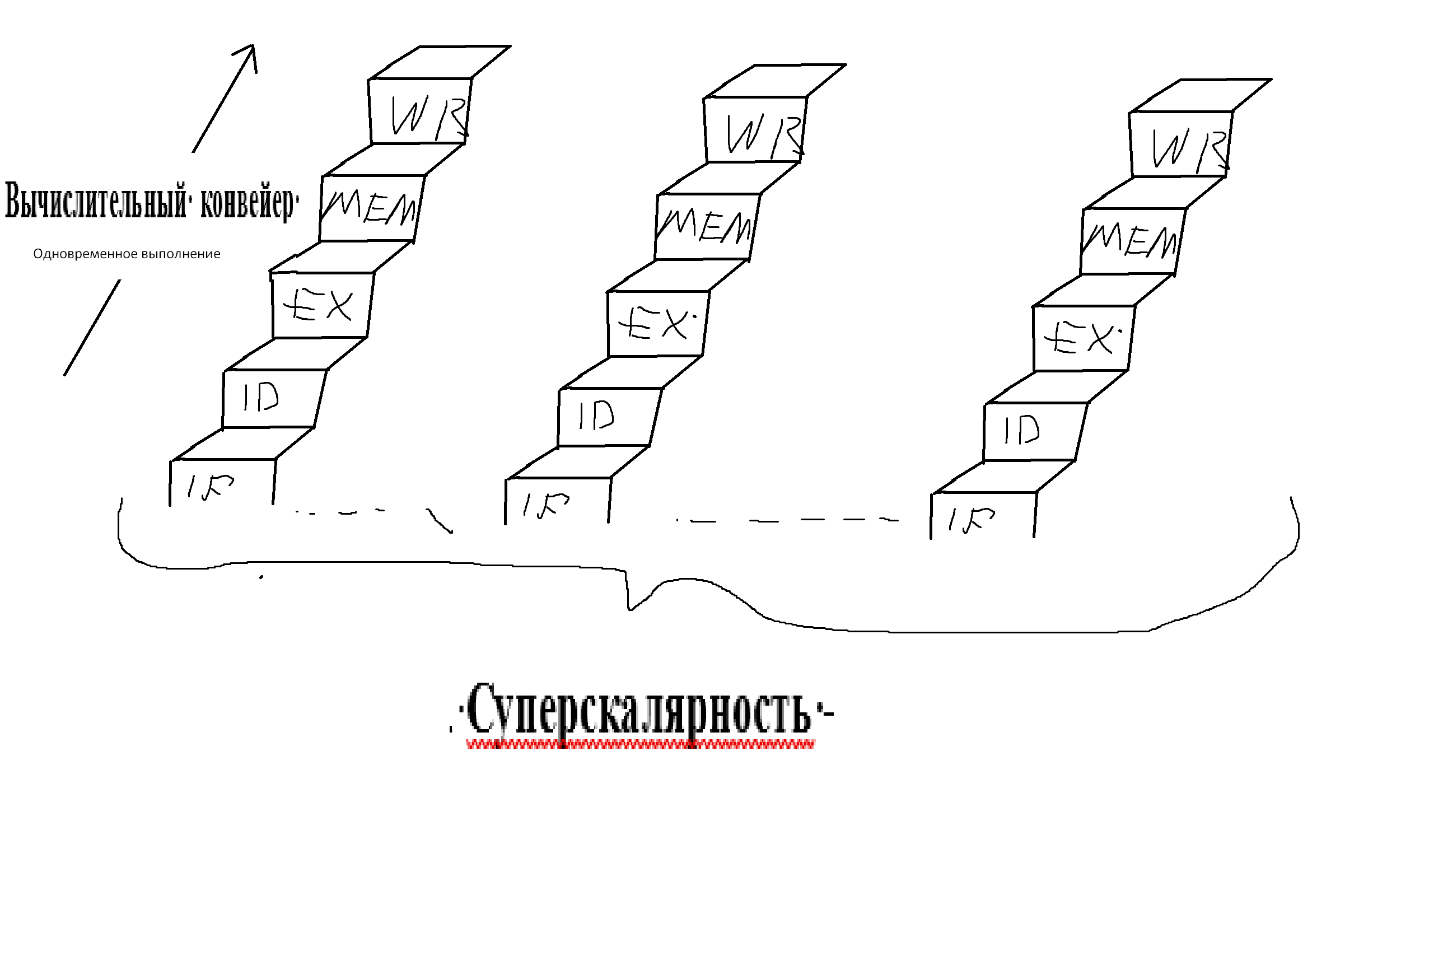 WR
WR
WR
Вычислительный конвейер
MEM
MEM
MEM
Одновременное выполнение
EX
EX
EX
ID
ID
ID
IF
IF
IF
Суперскалярность -